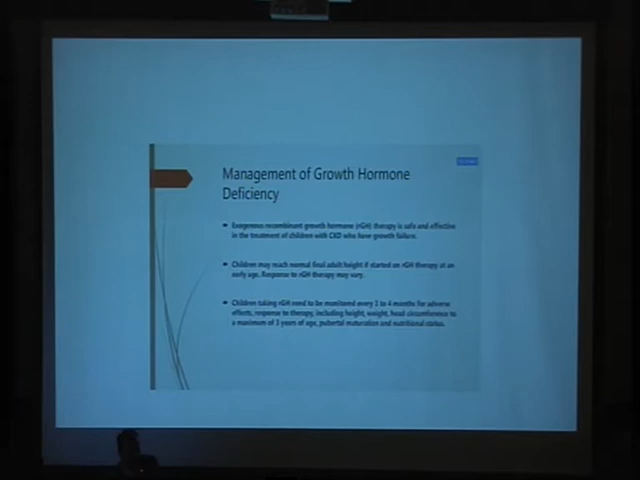 Management of Growth Hormone
Deficiency
Exogenous recombinant growth hormone (rGH) therapy is safe and effective
in the treatment of children with CKD who have growth failure.
Children may reach normal final adult height if started on rGH therapy at an
early age. Response to rGH therapy may vary.
Children taking rGH need to be monitored every 3 to 4 months for adverse
effects, response to therapy, including height, weight, head circumference to
a maximum of 3 years of age, pubertal maturation and nutritional status.